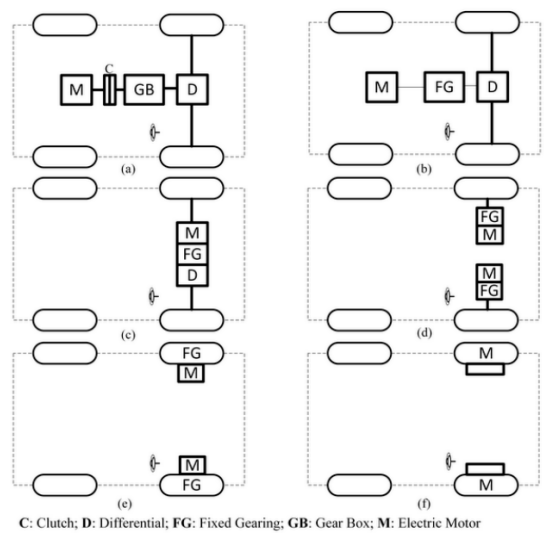 C
M GB D
(a)
M FG D
(b)
M
FG
D
(c)
FG
M
M
FG
(d)
FG
M
M
FG
(e)
M
M
(f)
C: Clutch; D: Differential; FG: Fixed Gearing; GB: Gear Box; M: Electric Motor